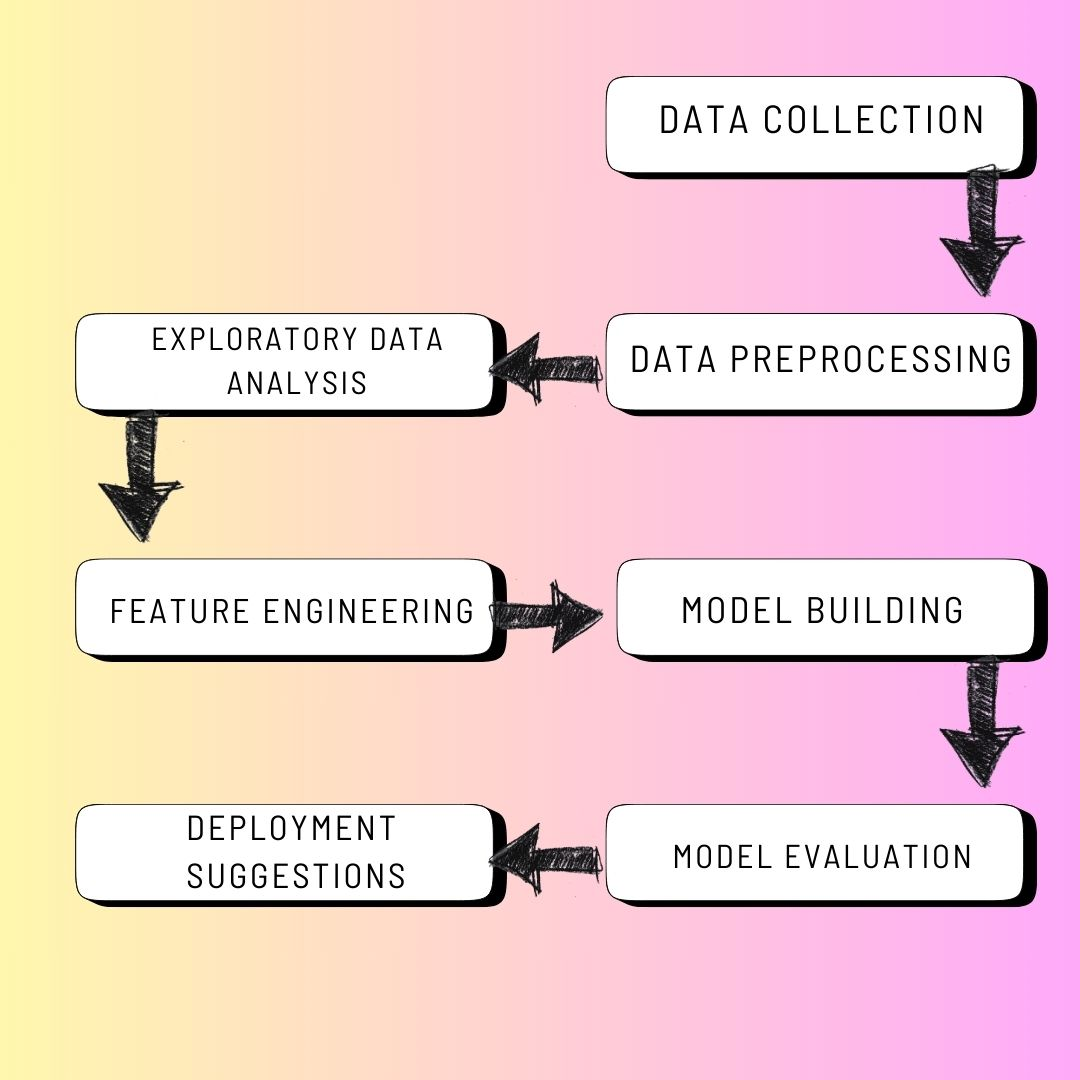 DATA COLLECTION
EXPLORATORY DATA
ANALYSIS
DATA PREPROCESSING
FEATURE ENGINEERING
MODEL BUILDING
DEPLOYMENT
SUGGESTIONS
MODEL EVALUATION